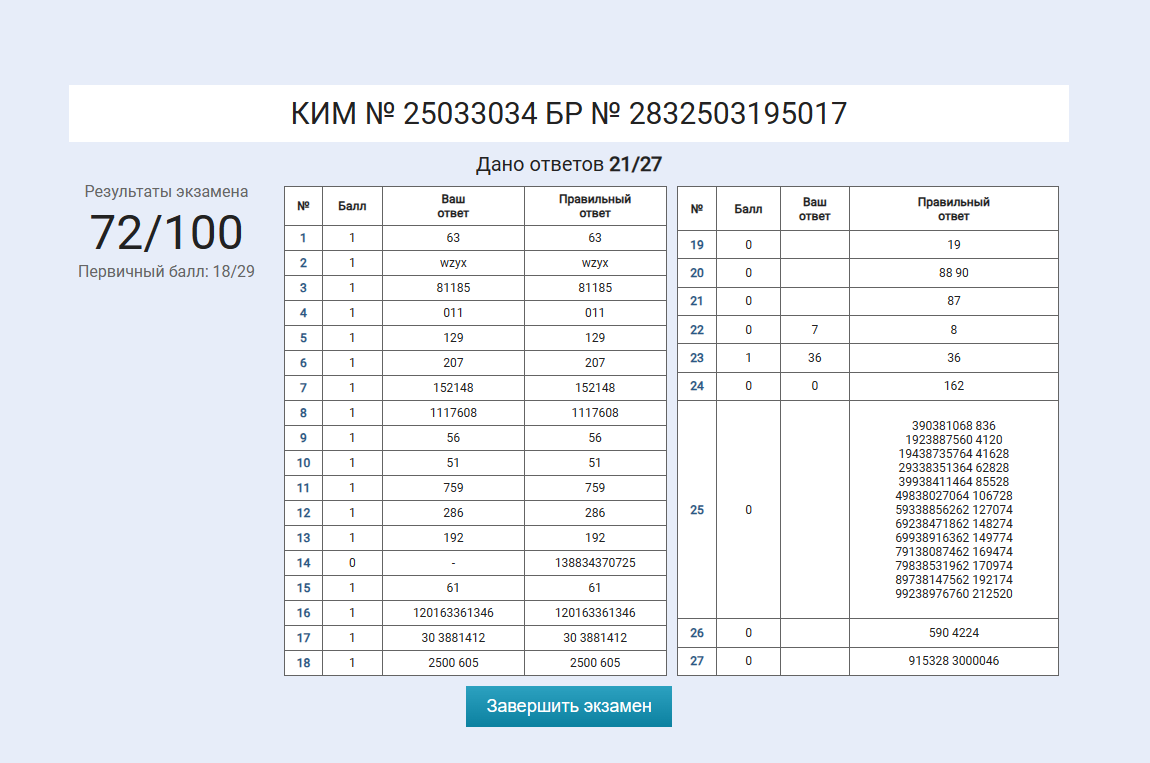 КИМ № 25033034 БР № 2832503195017
Дано ответов 21/27
Результаты экзамена
72/100
Первичный балл: 18/29
№ Балл Ваш ответ Правильный ответ
1 1 63 63
2 1 wzyx wzyx
3 1 81185 81185
4 1 011 011
5 1 129 129
6 1 207 207
7 1 152148 152148
8 1 1117608 1117608
9 1 56 56
10 1 51 51
11 1 759 759
12 1 286 286
13 1 192 192
14 0 - 138834370725
15 1 61 61
16 1 120163361346 120163361346
17 1 30 3881412 30 3881412
18 1 2500 605 2500 605
№ Балл Ваш ответ Правильный ответ
19 0 19
20 0 88 90
21 0 87
22 0 7 8
23 1 36 36
24 0 0 162
25 0
390381068 836
1923887560 4120
19438735764 41628
29338351364 62828
39938411464 85528
49838027064 106728
59338856262 127074
69238471862 148274
69938916362 149774
79138087462 169474
79838531962 170974
89738147562 192174
99238976760 212520
26 0 590 4224
27 0 915328 3000046
Завершить экзамен